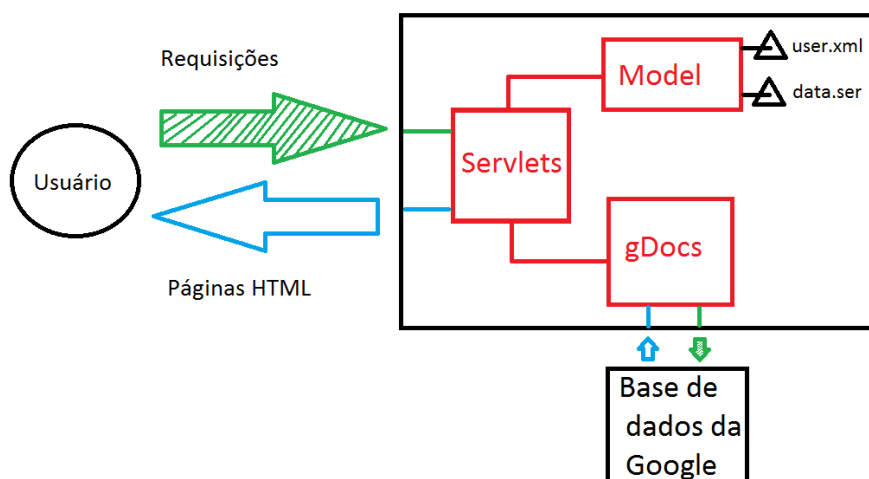 Requisições
Usuário
Páginas HTML
Servlets
Model
user.xml
data.ser
gDocs
Base de
dados da
Google